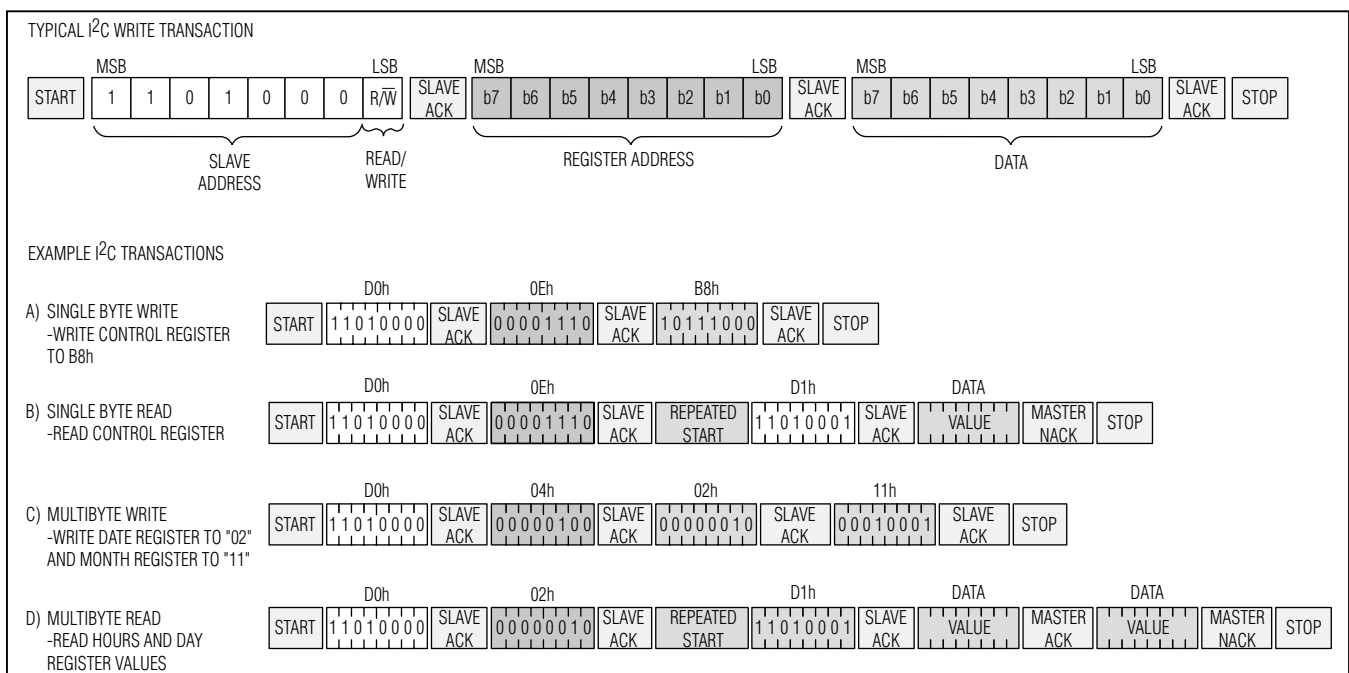 TYPICAL I2C WRITE TRANSACTION
MSB LSB MSB LSB MSB LSB
START 1 1 0 1 0 0 0 R/W̅ SLAVE ACK b7 b6 b5 b4 b3 b2 b1 b0 SLAVE ACK b7 b6 b5 b4 b3 b2 b1 b0 SLAVE ACK STOP
SLAVE ADDRESS READ/WRITE REGISTER ADDRESS DATA
EXAMPLE I2C TRANSACTIONS
D0h 0Eh B8h
A) SINGLE BYTE WRITE
-WRITE CONTROL REGISTER
TO B8h
START 11010000 SLAVE ACK 00001110 SLAVE ACK 10111000 SLAVE ACK STOP
D0h 0Eh D1h DATA
B) SINGLE BYTE READ
-READ CONTROL REGISTER
START 11010000 SLAVE ACK 00001110 SLAVE ACK REPEATED START 11010001 SLAVE ACK VALUE MASTER NACK STOP
D0h 04h 02h 11h
C) MULTIBYTE WRITE
-WRITE DATE REGISTER TO "02"
AND MONTH REGISTER TO "11"
START 11010000 SLAVE ACK 00000100 SLAVE ACK 00000010 SLAVE ACK 00010001 SLAVE ACK STOP
D0h 02h D1h DATA DATA
D) MULTIBYTE READ
-READ HOURS AND DAY
REGISTER VALUES
START 11010000 SLAVE ACK 00000010 SLAVE ACK REPEATED START 11010001 SLAVE ACK VALUE MASTER ACK VALUE MASTER NACK STOP